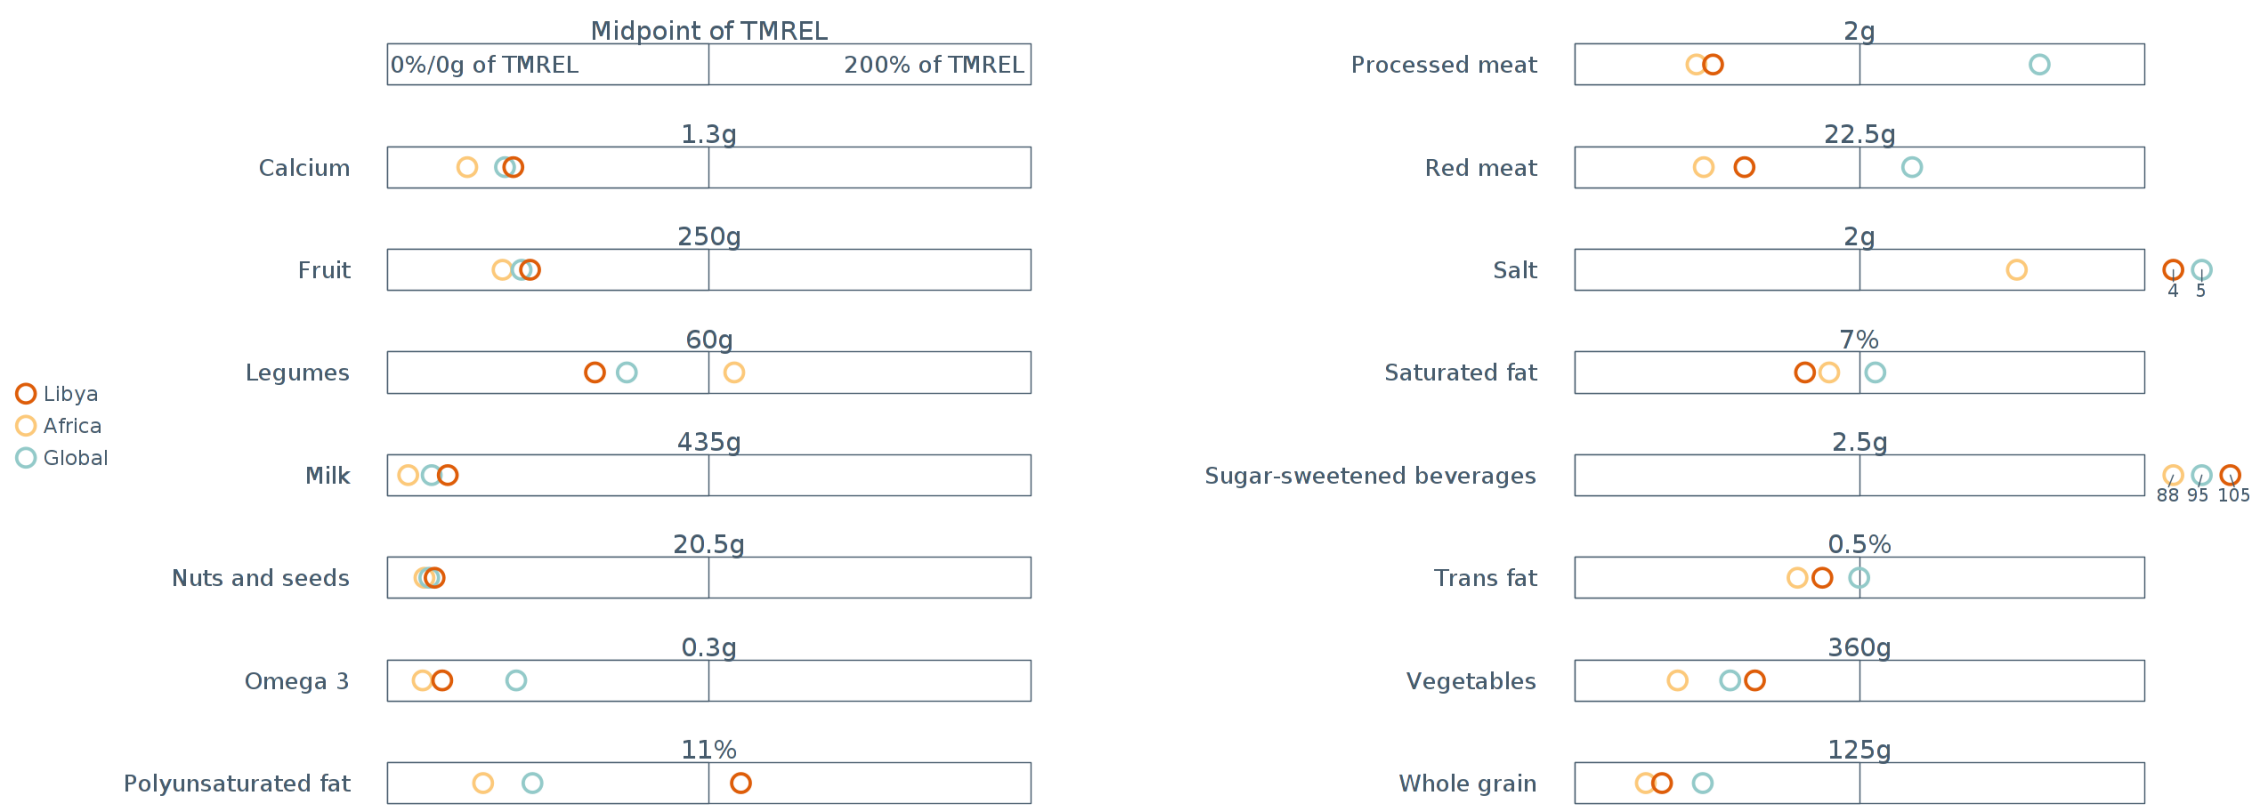 Midpoint of TMREL
0%/0g of TMREL 200% of TMREL
1.3g
Calcium
250g
Fruit
60g
Legumes
435g
Milk
20.5g
Nuts and seeds
0.3g
Omega 3
11%
Polyunsaturated fat
Libya
Africa
Global
2g
Processed meat
22.5g
Red meat
2g
Salt
4 5
7%
Saturated fat
2.5g
Sugar-sweetened beverages
88 95 105
0.5%
Trans fat
360g
Vegetables
125g
Whole grain